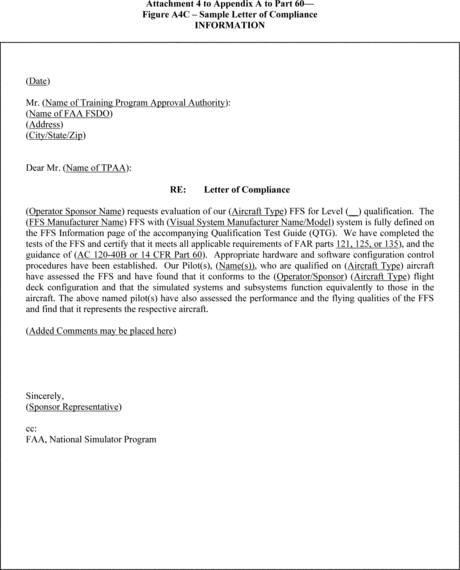 Attachment 4 to Appendix A to Part 60—
Figure A4C – Sample Letter of Compliance
INFORMATION
(Date)
Mr. (Name of Training Program Approval Authority):
(Name of FAA FSDO)
(Address)
(City/State/Zip)
Dear Mr. (Name of TPAA):
RE: Letter of Compliance
(Operator Sponsor Name) requests evaluation of our (Aircraft Type) FFS for Level (__) qualification. The
(FFS Manufacturer Name) FFS with (Visual System Manufacturer Name/Model) system is fully defined on
the FFS Information page of the accompanying Qualification Test Guide (QTG). We have completed the
tests of the FFS and certify that it meets all applicable requirements of FAR parts 121, 125, or 135), and the
guidance of (AC 120-40B or 14 CFR Part 60). Appropriate hardware and software configuration control
procedures have been established. Our Pilot(s), (Name(s)), who are qualified on (Aircraft Type) aircraft
have assessed the FFS and have found that it conforms to the (Operator/Sponsor) (Aircraft Type) flight
deck configuration and that the simulated systems and subsystems function equivalently to those in the
aircraft. The above named pilot(s) have also assessed the performance and the flying qualities of the FFS
and find that it represents the respective aircraft.
(Added Comments may be placed here)
Sincerely,
(Sponsor Representative)
cc:
FAA, National Simulator Program